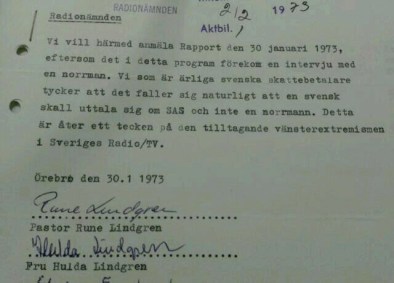 RADIONÄMNDEN
2/2 1973
Radionämnden
Aktbil. 1
Vi vill härmed anmäla Rapport den 30 januari 1973,
eftersom det i detta program förekom en intervju med
en norrman. Vi som är ärliga svenska skattebetalare
tycker att det faller sig naturligt att en svensk
skall uttala sig om SAS och inte en norrmann. Detta
är åter ett tecken på den tilltagande vänsterextremismen
i Sveriges Radio/TV.
Örebro den 30.1 1973
Rune Lindgren
Pastor Rune Lindgren
Hulda Lindgren
Fru Hulda Lindgren